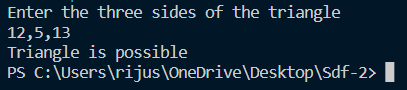 Enter the three sides of the triangle
12,5,13
Triangle is possible
PS C:\Users\rijus\OneDrive\Desktop\Sdf-2>